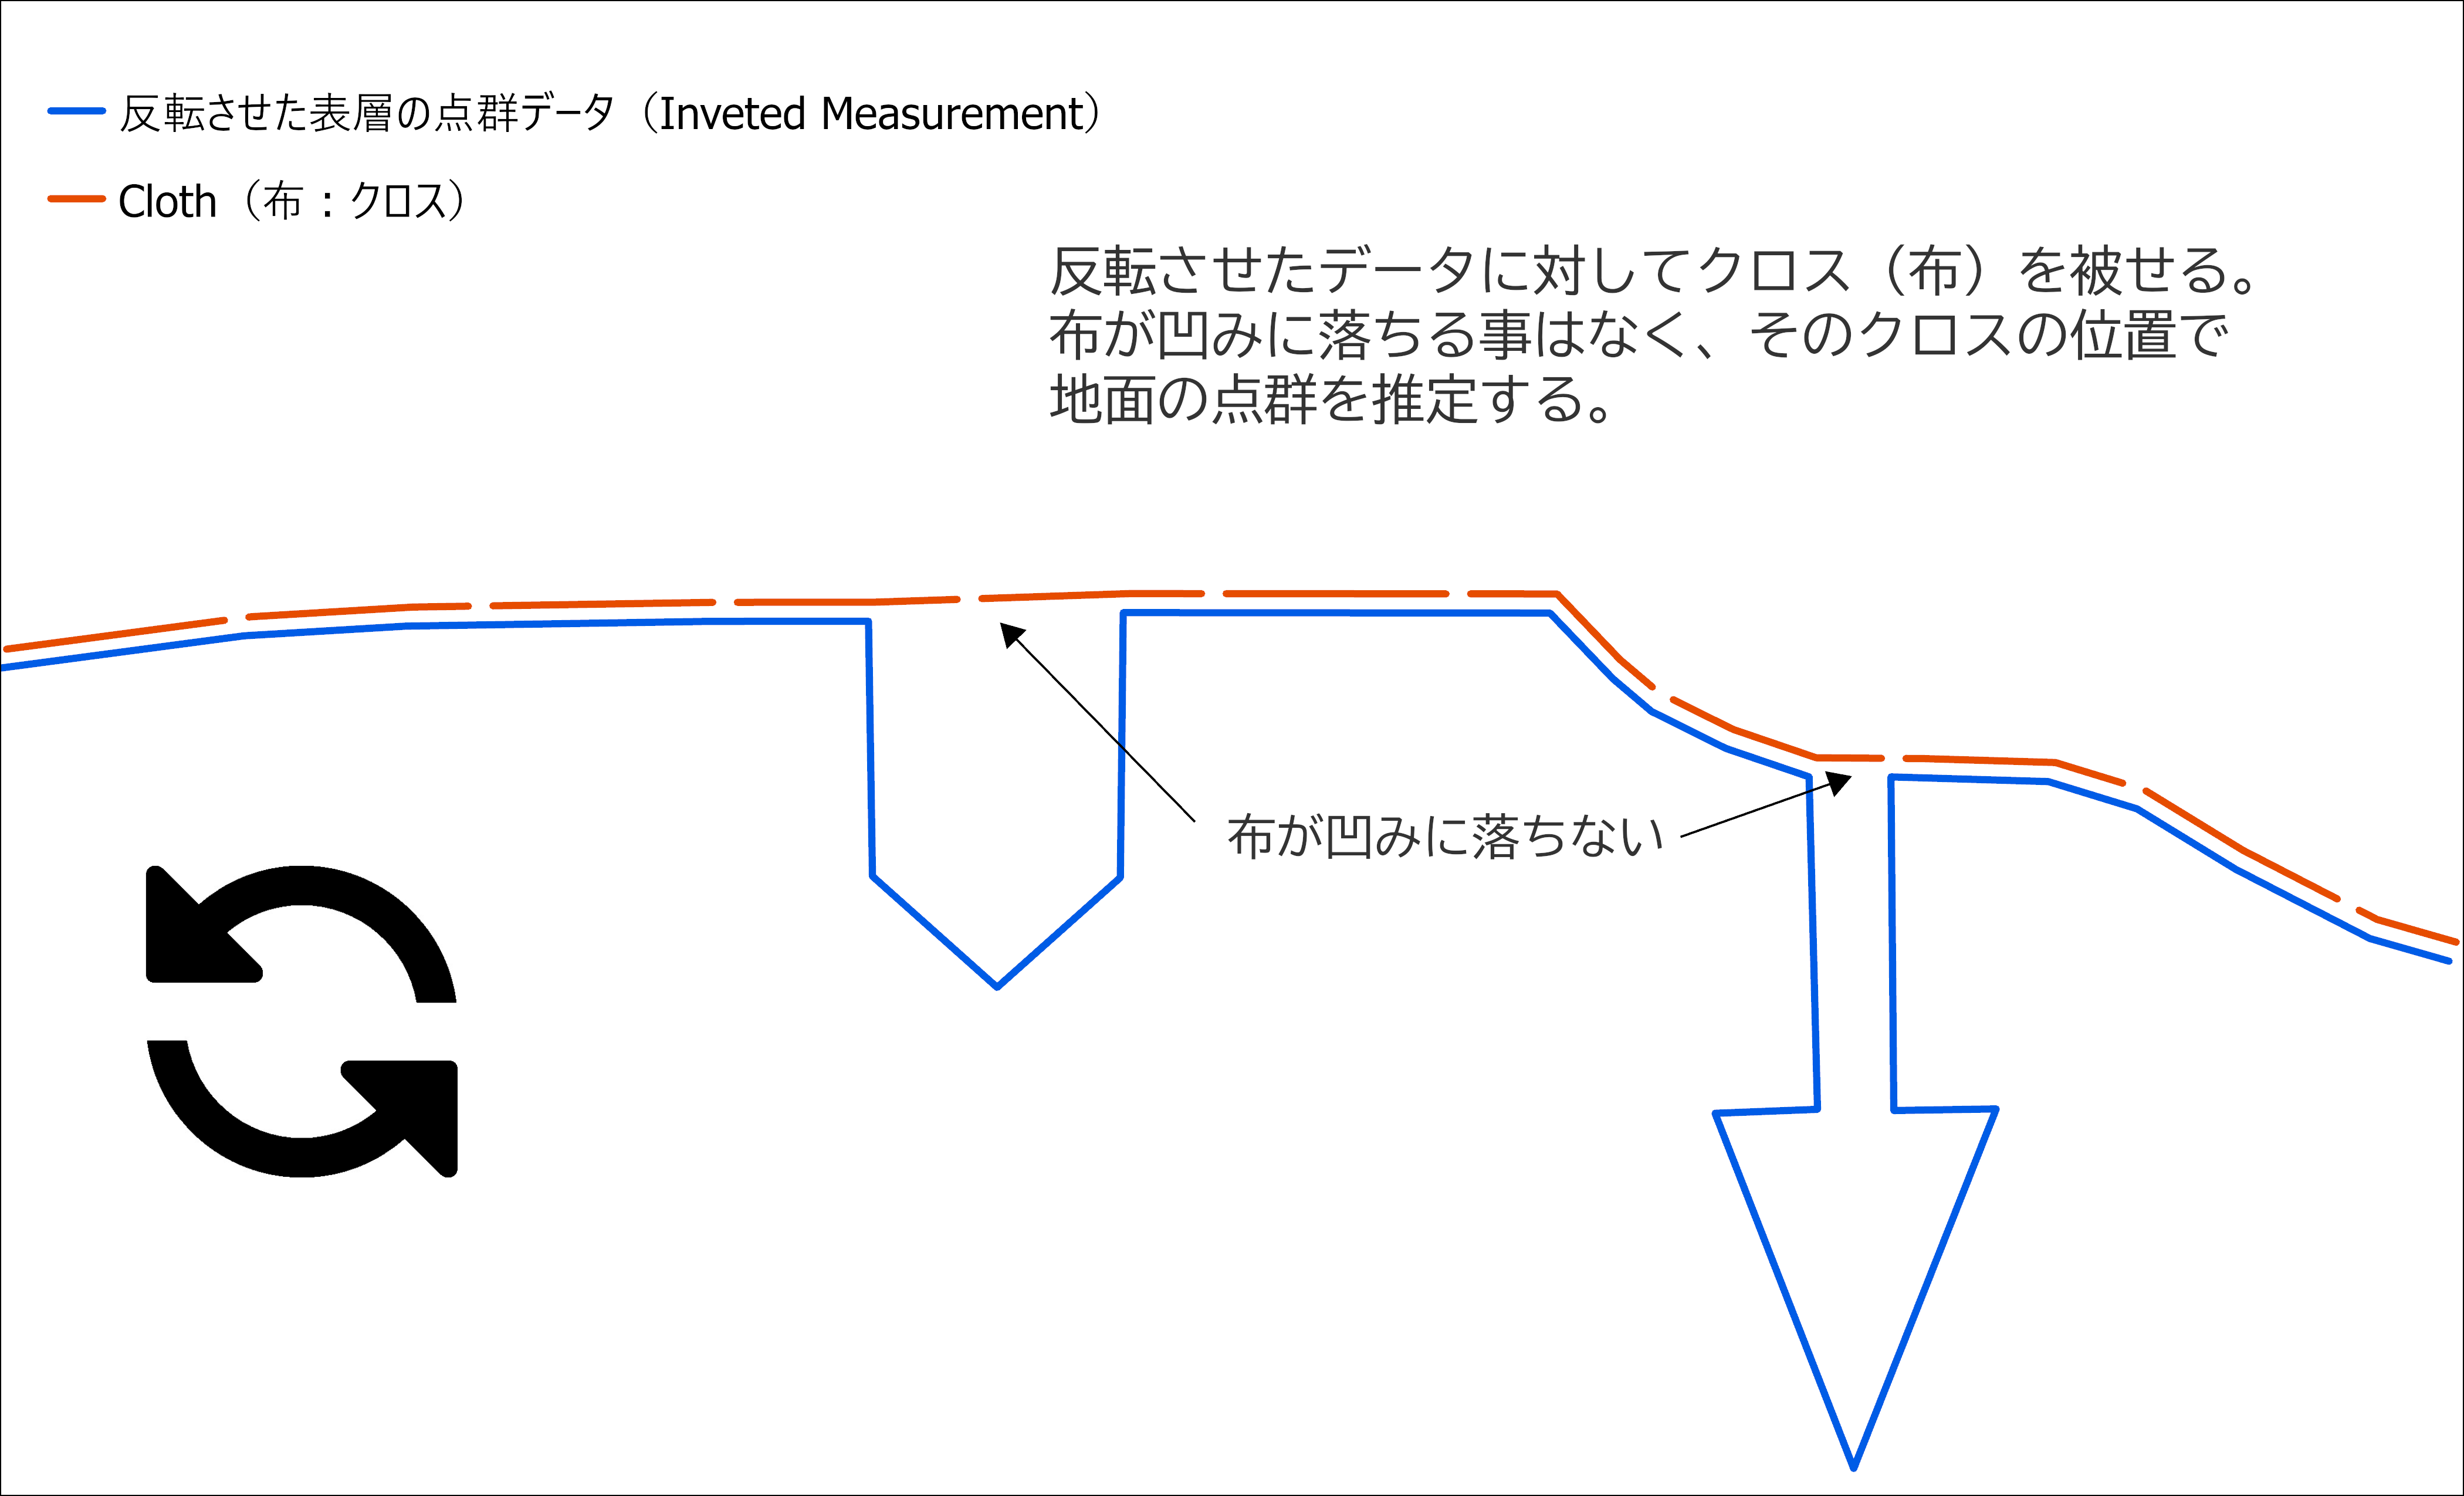 反転させた表層の点群データ（Inveted Measurement）
Cloth（布：クロス）
反転させたデータに対してクロス（布）を被せる。
布が凹みに落ちる事はなく、そのクロスの位置で
地面の点群を推定する。
布が凹みに落ちない